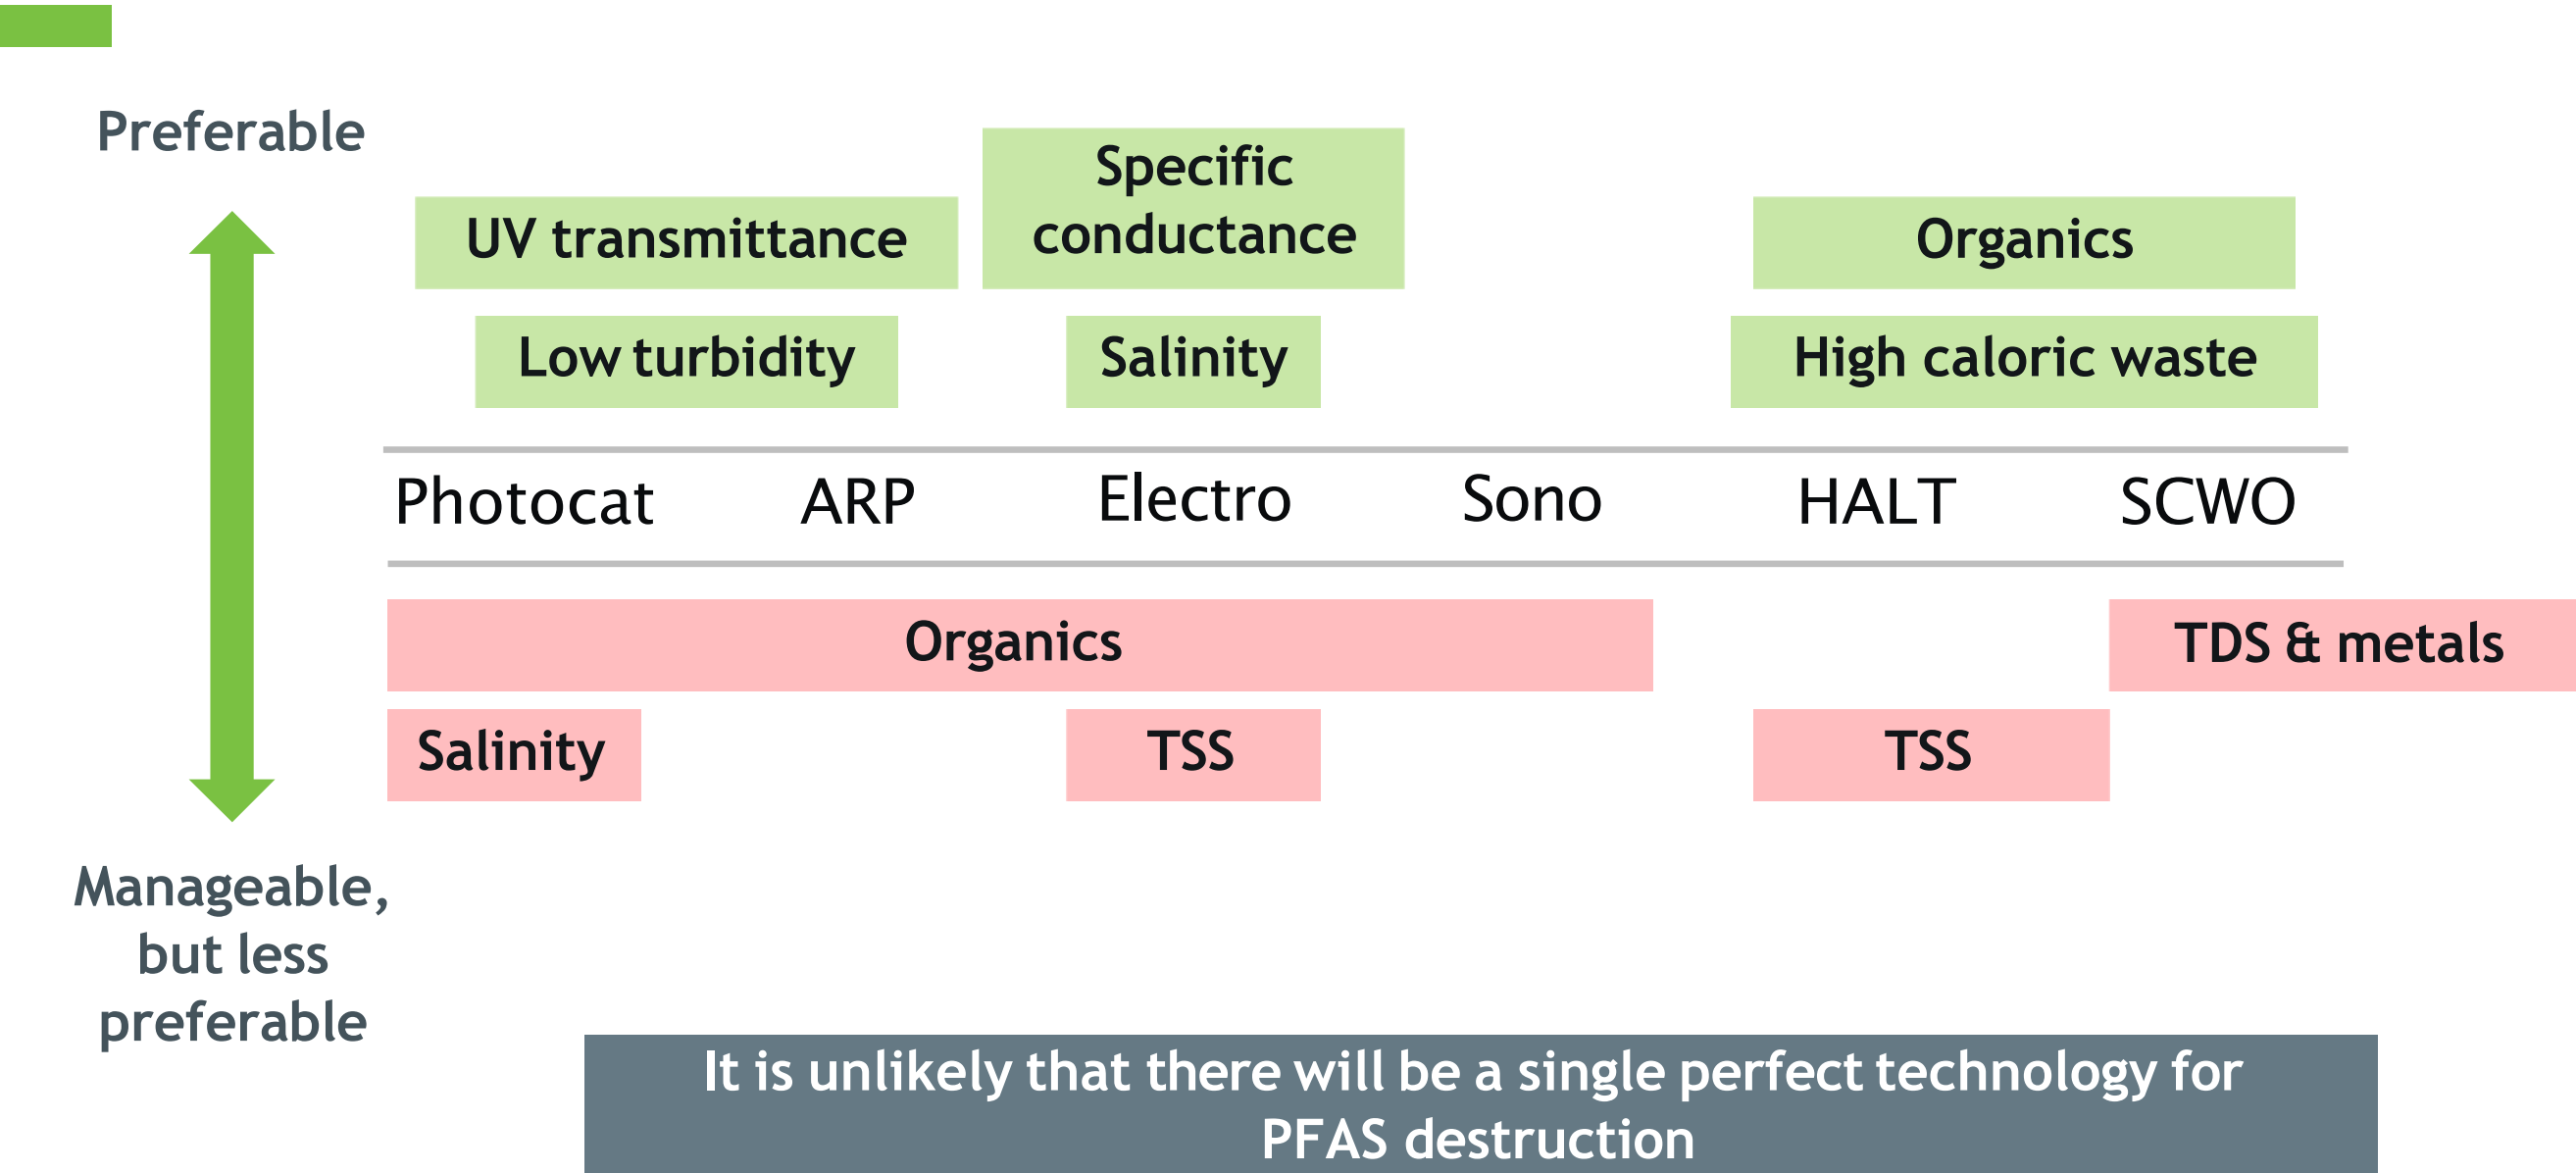 Preferable
UV transmittance
Specific
conductance
Organics
Low turbidity
Salinity
High caloric waste
Photocat
ARP
Electro
Sono
HALT
SCWO
Organics
TDS & metals
Salinity
TSS
TSS
Manageable,
but less
preferable
It is unlikely that there will be a single perfect technology for
PFAS destruction